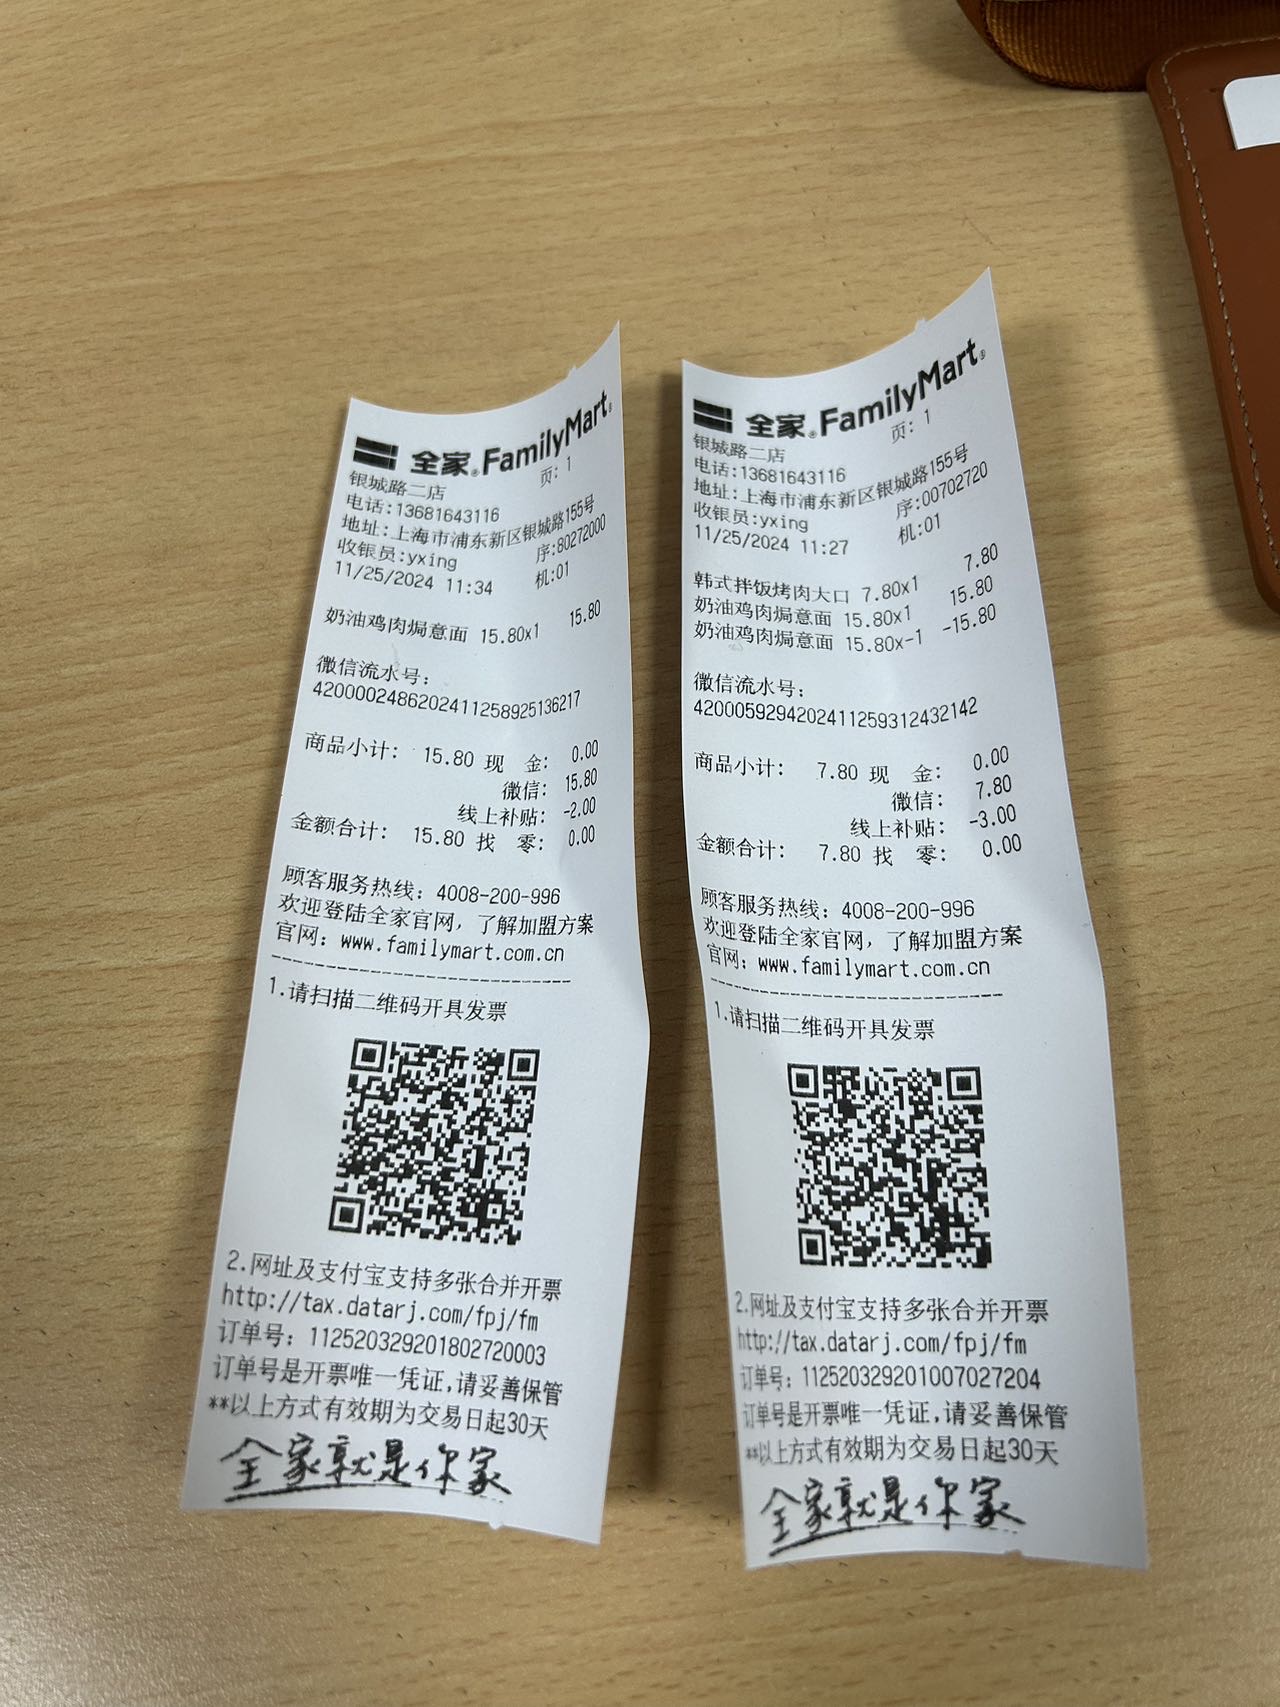 全家 FamilyMart
页: 1
银城路二店
电话:13681643116
地址:上海市浦东新区银城路155号
收银员:yxing 序:80272000
11/25/2024 11:34 机:01
奶油鸡肉焗意面 15.80x1 15.80
微信流水号:
4200002486202411258925136217
商品小计: 15.80 现 金: 0.00
微信: 15.80
线上补贴: -2.00
金额合计: 15.80 找 零: 0.00
顾客服务热线: 4008-200-996
欢迎登陆全家官网, 了解加盟方案
官网: www.familymart.com.cn
1.请扫描二维码开具发票
2.网址及支付宝支持多张合并开票
http://tax.datarj.com/fpj/fm
订单号: 112520329201802720003
订单号是开票唯一凭证,请妥善保管
**以上方式有效期为交易日起30天
全家就是你家
全家 FamilyMart
页: 1
银城路二店
电话:13681643116
地址:上海市浦东新区银城路155号
收银员:yxing 序:00702720
11/25/2024 11:27 机:01
韩式拌饭烤肉大口 7.80x1 7.80
奶油鸡肉焗意面 15.80x1 15.80
奶油鸡肉焗意面 15.80x-1 -15.80
微信流水号:
4200059294202411259312432142
商品小计: 7.80 现 金: 0.00
微信: 7.80
线上补贴: -3.00
金额合计: 7.80 找 零: 0.00
顾客服务热线: 4008-200-996
欢迎登陆全家官网, 了解加盟方案
官网: www.familymart.com.cn
1.请扫描二维码开具发票
2.网址及支付宝支持多张合并开票
http://tax.datarj.com/fpj/fm
订单号: 112520329201007027204
订单号是开票唯一凭证,请妥善保管
**以上方式有效期为交易日起30天
全家就是你家